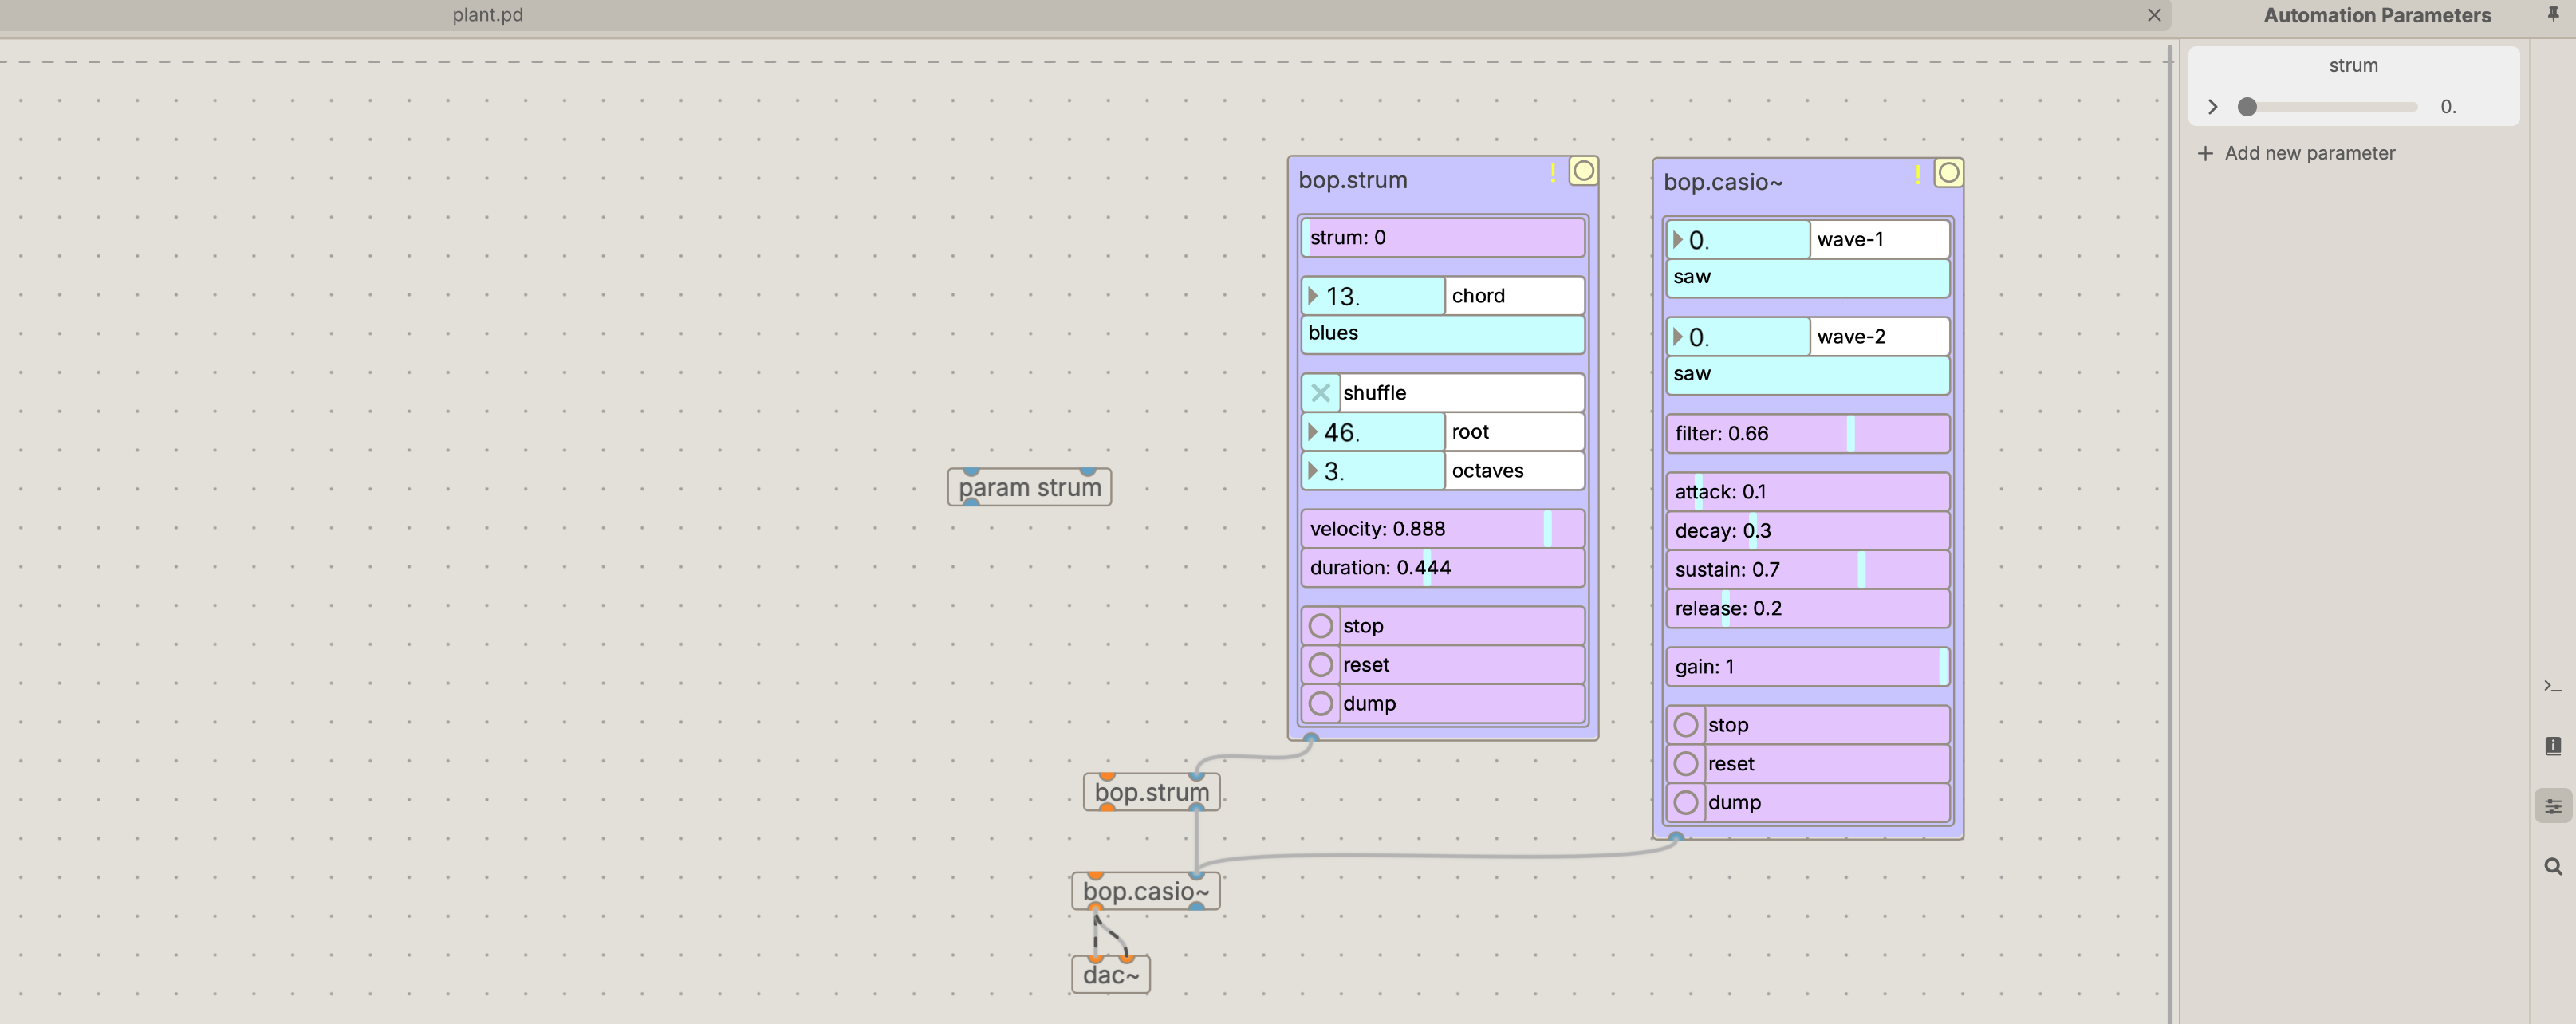 plant.pd
Automation Parameters
strum
0.
Add new parameter
bop.strum !
strum: 0
13. chord
blues
shuffle
46. root
3. octaves
velocity: 0.888
duration: 0.444
stop
reset
dump
bop.casio~ !
0. wave-1
saw
0. wave-2
saw
filter: 0.66
attack: 0.1
decay: 0.3
sustain: 0.7
release: 0.2
gain: 1
stop
reset
dump
param strum
bop.strum
bop.casio~
dac~